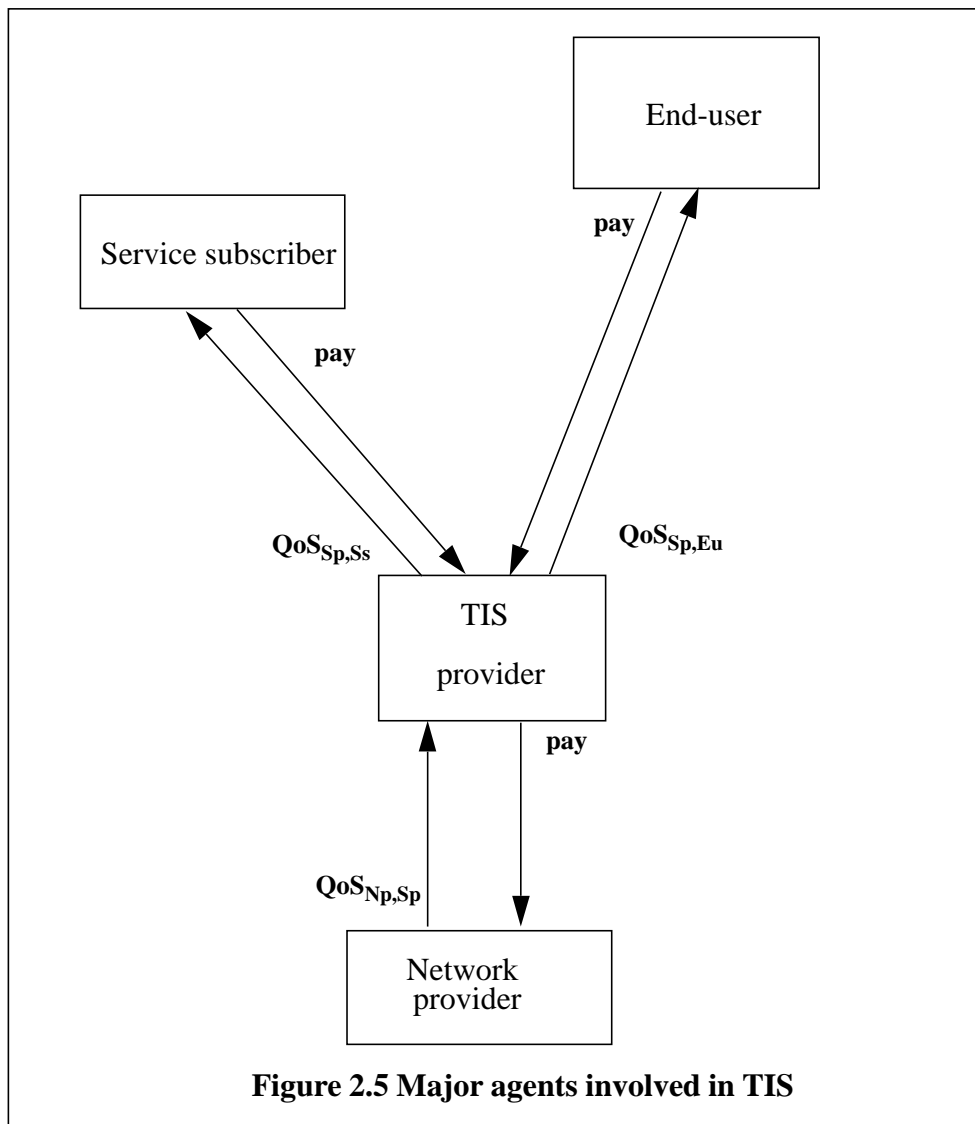 End-user
pay
Service subscriber
pay
QoSSp,Ss
QoSSp,Eu
TIS
provider
pay
QoSNp,Sp
Network
provider
Figure 2.5 Major agents involved in TIS